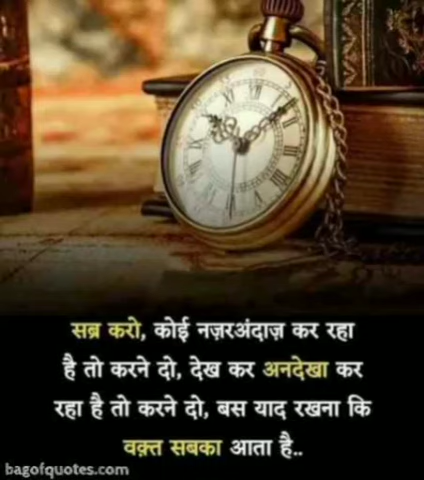 सब्र करो, कोई नज़रअंदाज़ कर रहा
है तो करने दो, देख कर अनदेखा कर
रहा है तो करने दो, बस याद रखना कि
वक़्त सबका आता है..
bagofquotes.com